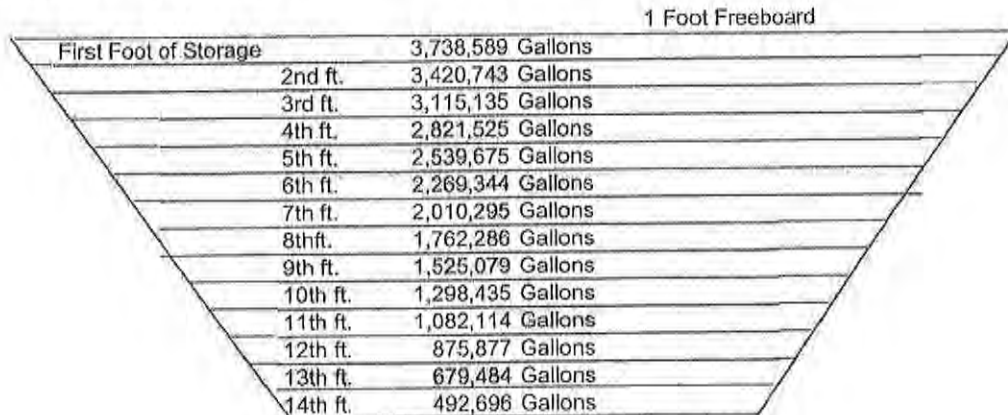 1 Foot Freeboard
First Foot of Storage 3,738,589 Gallons
2nd ft. 3,420,743 Gallons
3rd ft. 3,115,135 Gallons
4th ft. 2,821,525 Gallons
5th ft. 2,539,675 Gallons
6th ft. 2,269,344 Gallons
7th ft. 2,010,295 Gallons
8thft. 1,762,286 Gallons
9th ft. 1,525,079 Gallons
10th ft. 1,298,435 Gallons
11th ft. 1,082,114 Gallons
12th ft. 875,877 Gallons
13th ft. 679,484 Gallons
14th ft. 492,696 Gallons